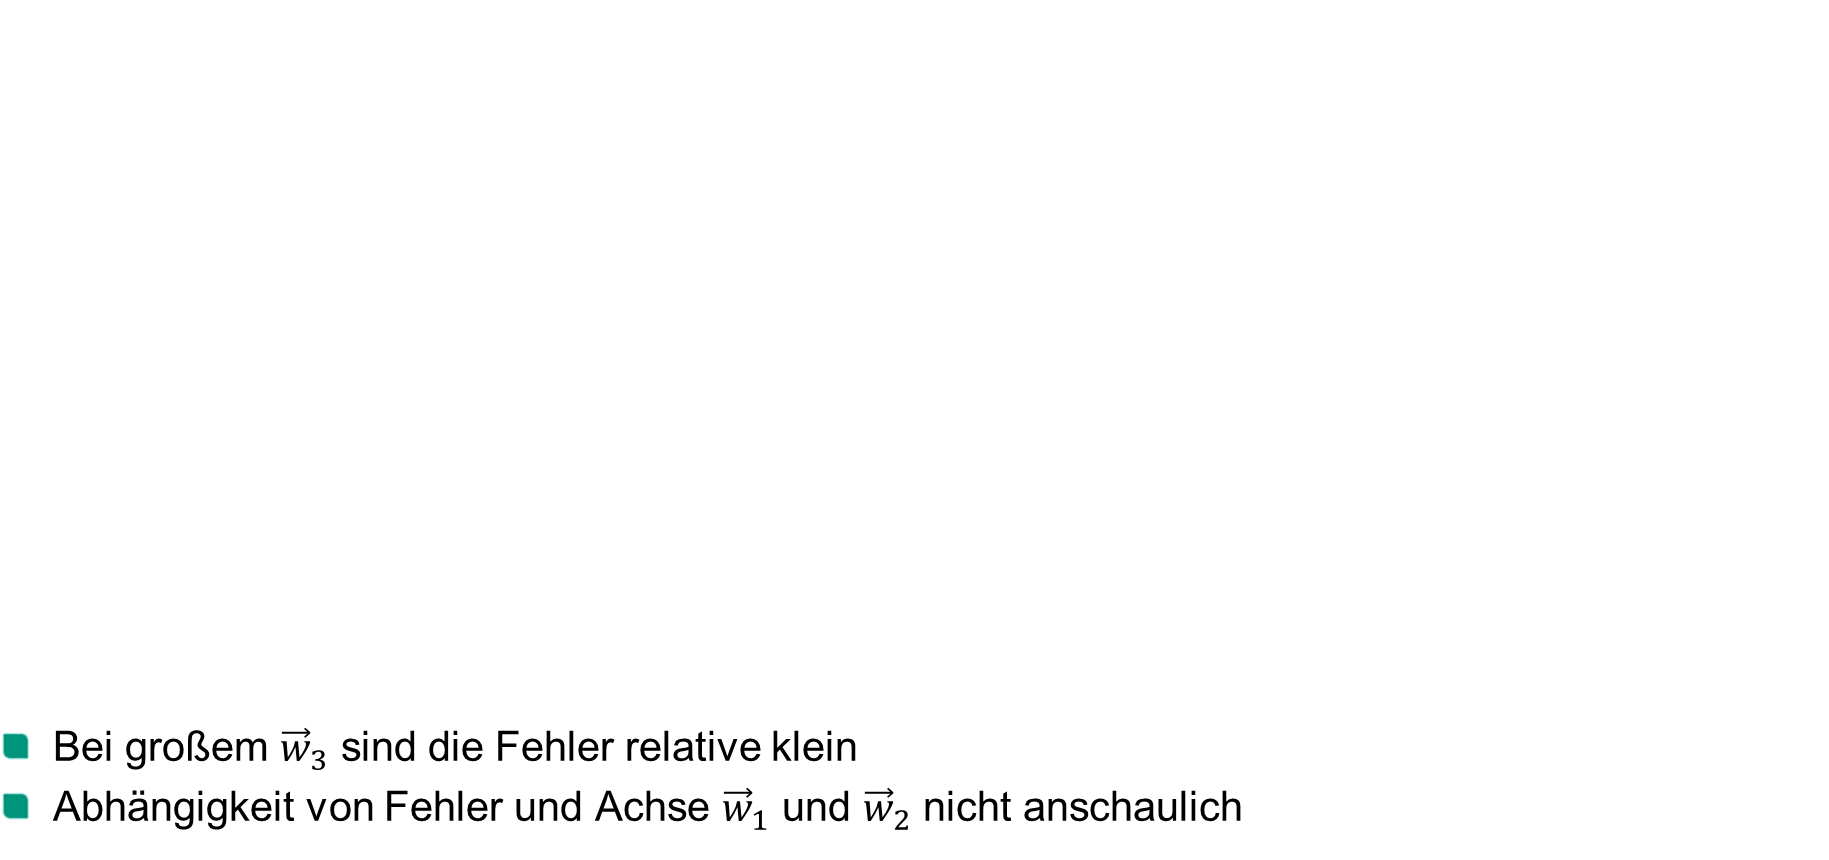 Bei großem w⃗₃ sind die Fehler relative klein
Abhängigkeit von Fehler und Achse w⃗₁ und w⃗₂ nicht anschaulich